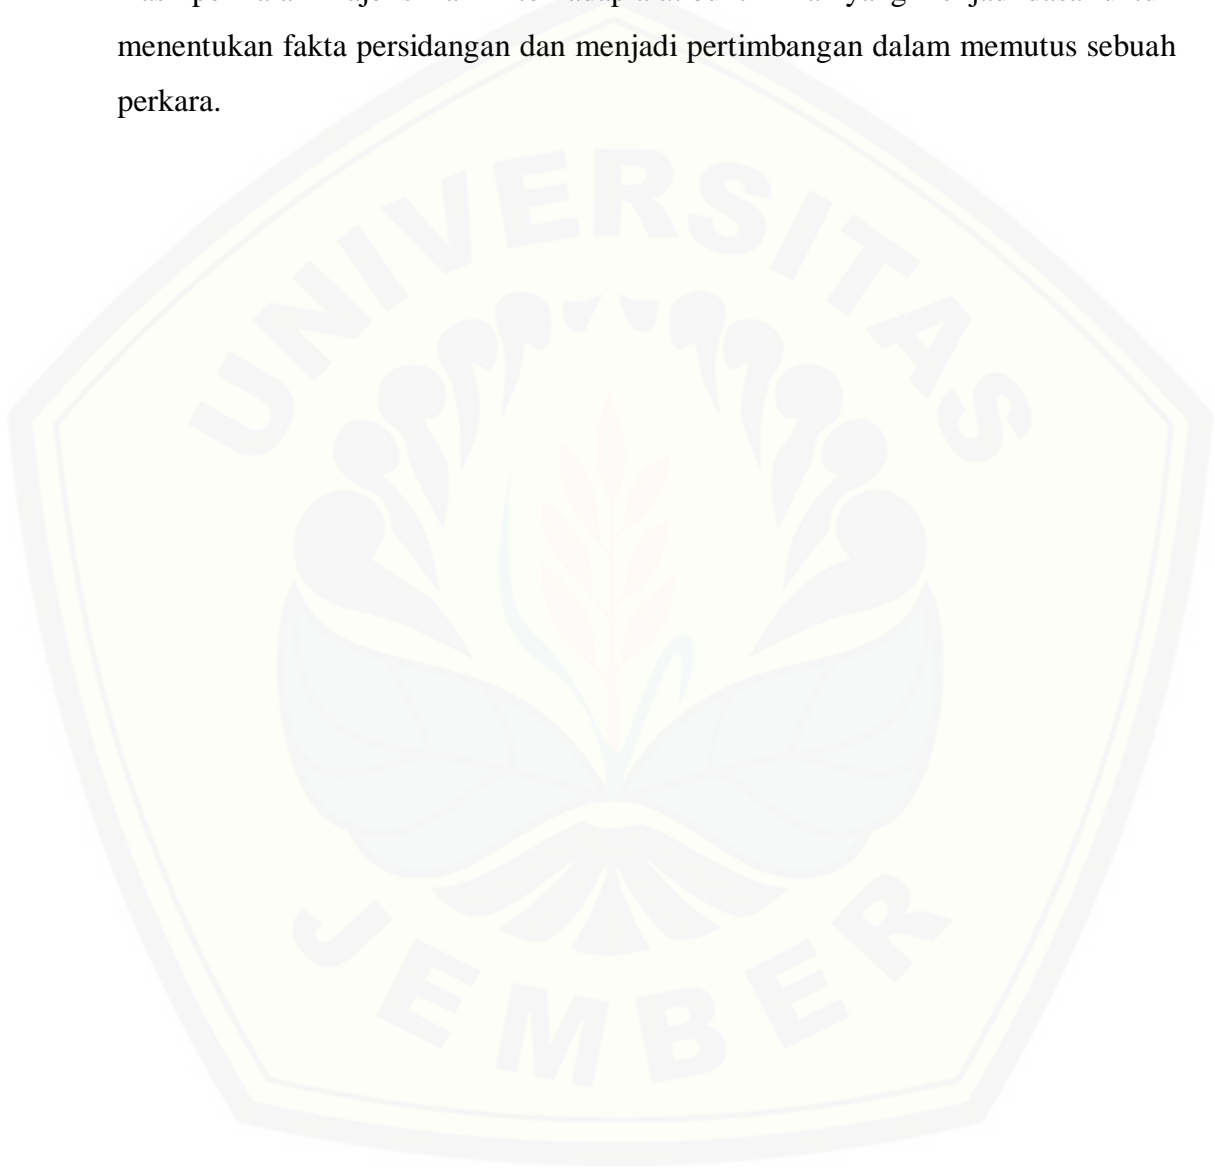 menentukan fakta persidangan dan menjadi pertimbangan dalam memutus sebuah
perkara.
UNIVERSITAS
JEMBER